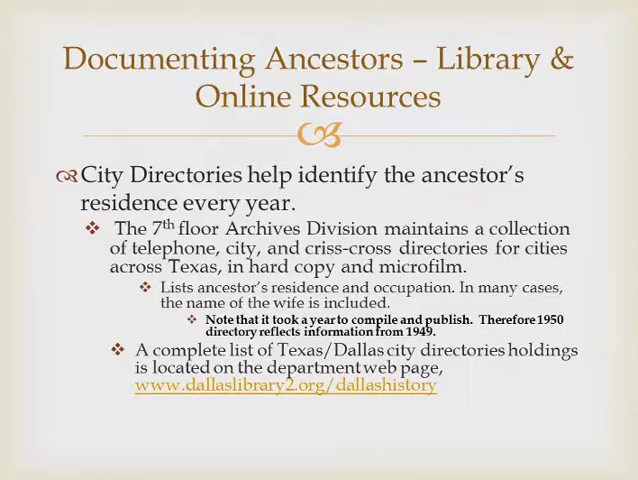 Documenting Ancestors – Library &
Online Resources
City Directories help identify the ancestor's
residence every year.
The 7th floor Archives Division maintains a collection
of telephone, city, and criss-cross directories for cities
across Texas, in hard copy and microfilm.
Lists ancestor's residence and occupation. In many cases,
the name of the wife is included.
Note that it took a year to compile and publish. Therefore 1950
directory reflects information from 1949.
A complete list of Texas/Dallas city directories holdings
is located on the department web page,
www.dallaslibrary2.org/dallashistory